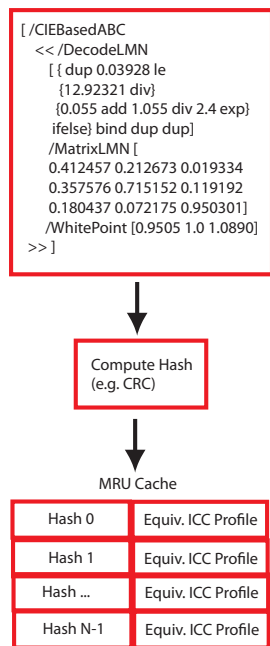 [ /CIEBasedABC
<< /DecodeLMN
[ { dup 0.03928 le
{12.92321 div}
{0.055 add 1.055 div 2.4 exp}
ifelse} bind dup dup]
/MatrixLMN [
0.412457 0.212673 0.019334
0.357576 0.715152 0.119192
0.180437 0.072175 0.950301]
/WhitePoint [0.9505 1.0 1.0890]
>> ]
Compute Hash
(e.g. CRC)
MRU Cache
Hash 0 Equiv. ICC Profile
Hash 1 Equiv. ICC Profile
Hash ... Equiv. ICC Profile
Hash N-1 Equiv. ICC Profile